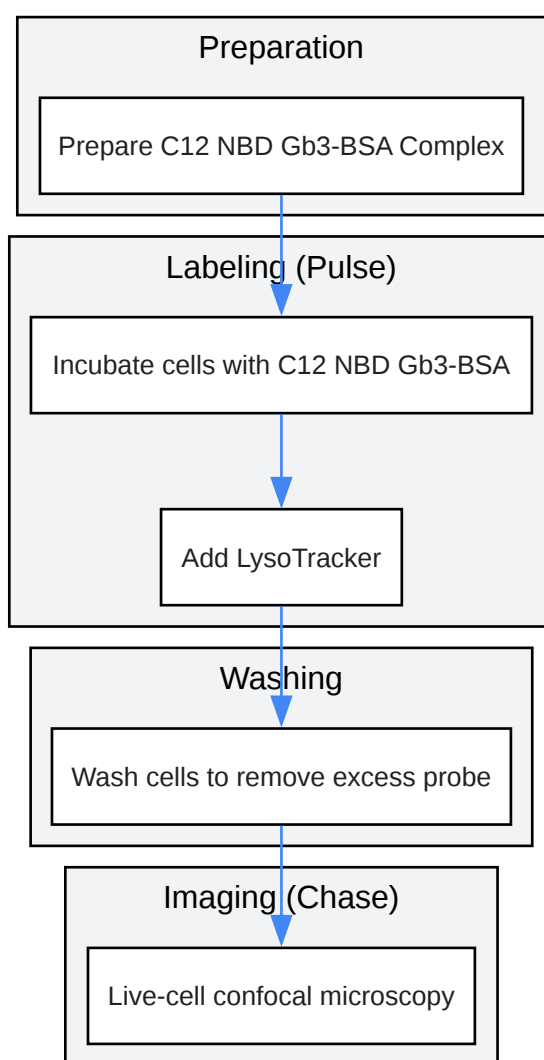 Preparation
Prepare C12 NBD Gb3-BSA Complex
Labeling (Pulse)
Incubate cells with C12 NBD Gb3-BSA
Add LysoTracker
Washing
Wash cells to remove excess probe
Imaging (Chase)
Live-cell confocal microscopy